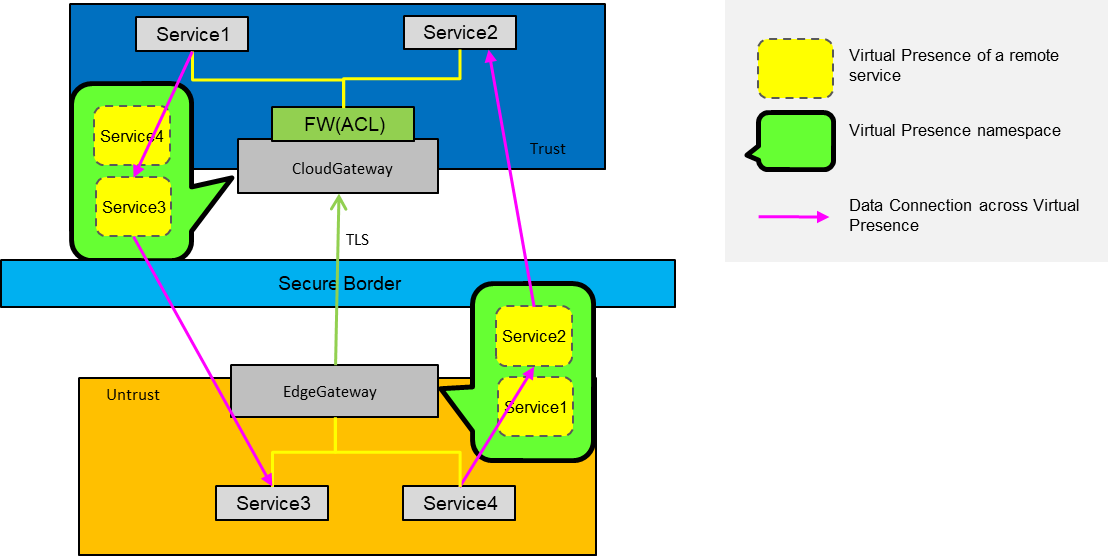 Service1
Service2
FW(ACL)
Trust
CloudGateway
Service4
Service3
TLS
Secure Border
Service2
Service1
EdgeGateway
Untrust
Service3
Service4
Virtual Presence of a remote
service
Virtual Presence namespace
Data Connection across Virtual
Presence